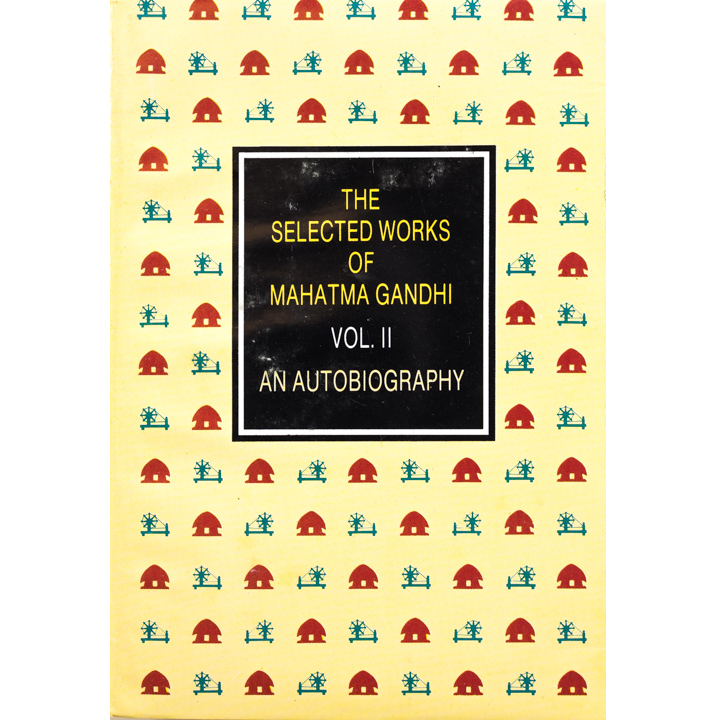 THE
SELECTED WORKS
OF
MAHATMA GANDHI
VOL. II
AN AUTOBIOGRAPHY